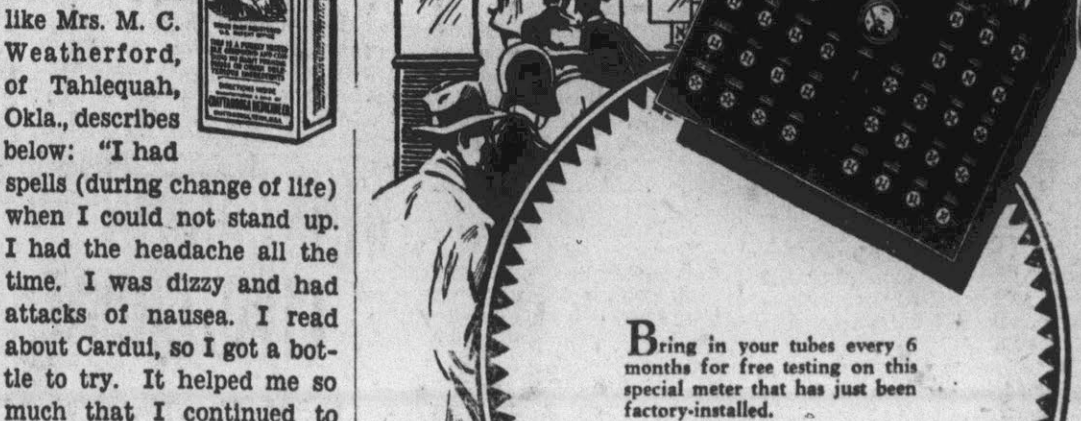 like Mrs. M. C.
Weatherford,
of Tahlequah,
Okla., describes
below: "I had
spells (during change of life)
when I could not stand up.
I had the headache all the
time. I was dizzy and had
attacks of nausea. I read
about Cardui, so I got a bot-
tle to try. It helped me so
much that I continued to
CHATTANOOGA MEDICINE CO.
Bring in your tubes every 6
months for free testing on this
special meter that has just been
factory-installed.